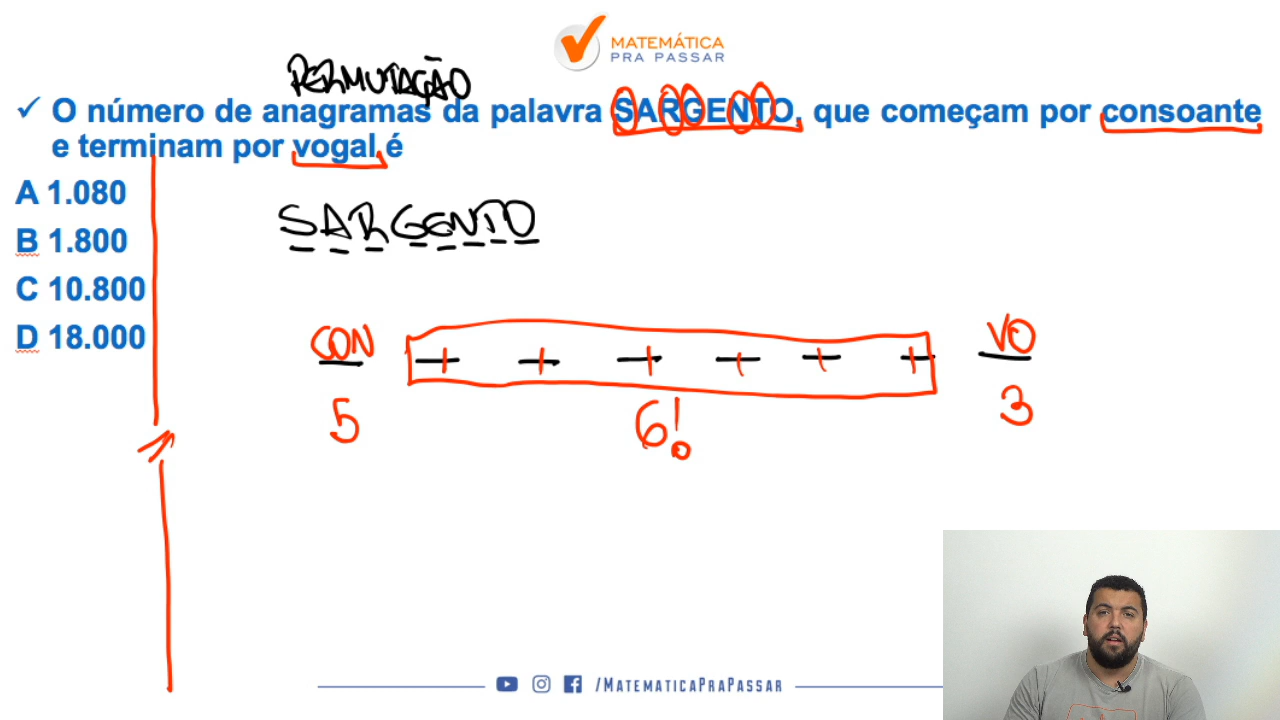 MATEMÁTICA
PRA PASSAR
PERMUTAÇÃO
✓ O número de anagramas da palavra SARGENTO, que começam por consoante
e terminam por vogal é
A 1.080
B 1.800
C 10.800
D 18.000
SARGENTO
CON VO
5 6! 3
/MATEMATICAPRAPASSAR